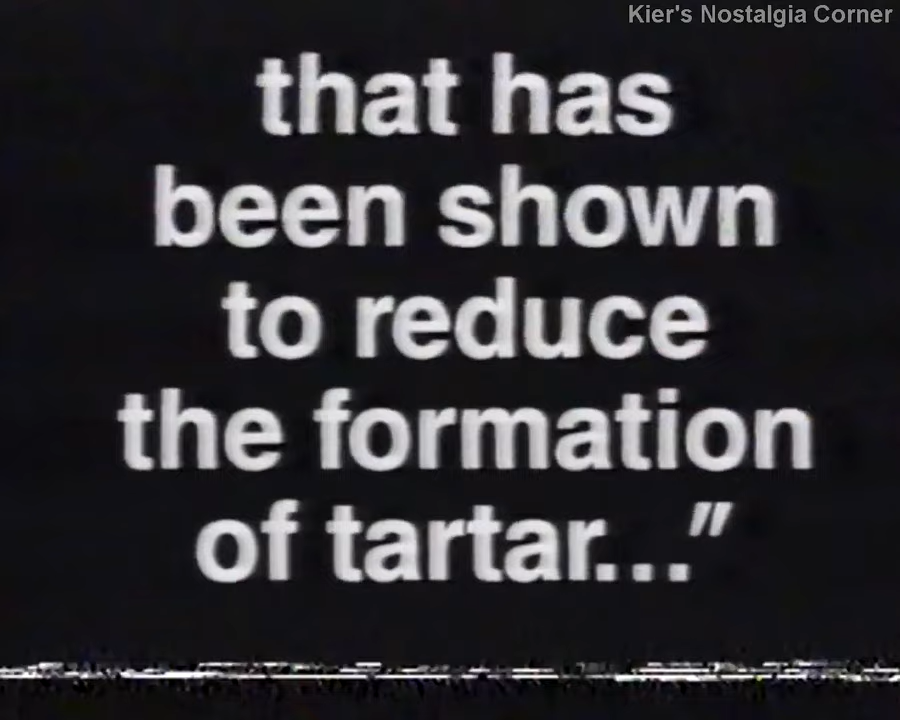 Kier's Nostalgia Corner
that has
been shown
to reduce
the formation
of tartar..."